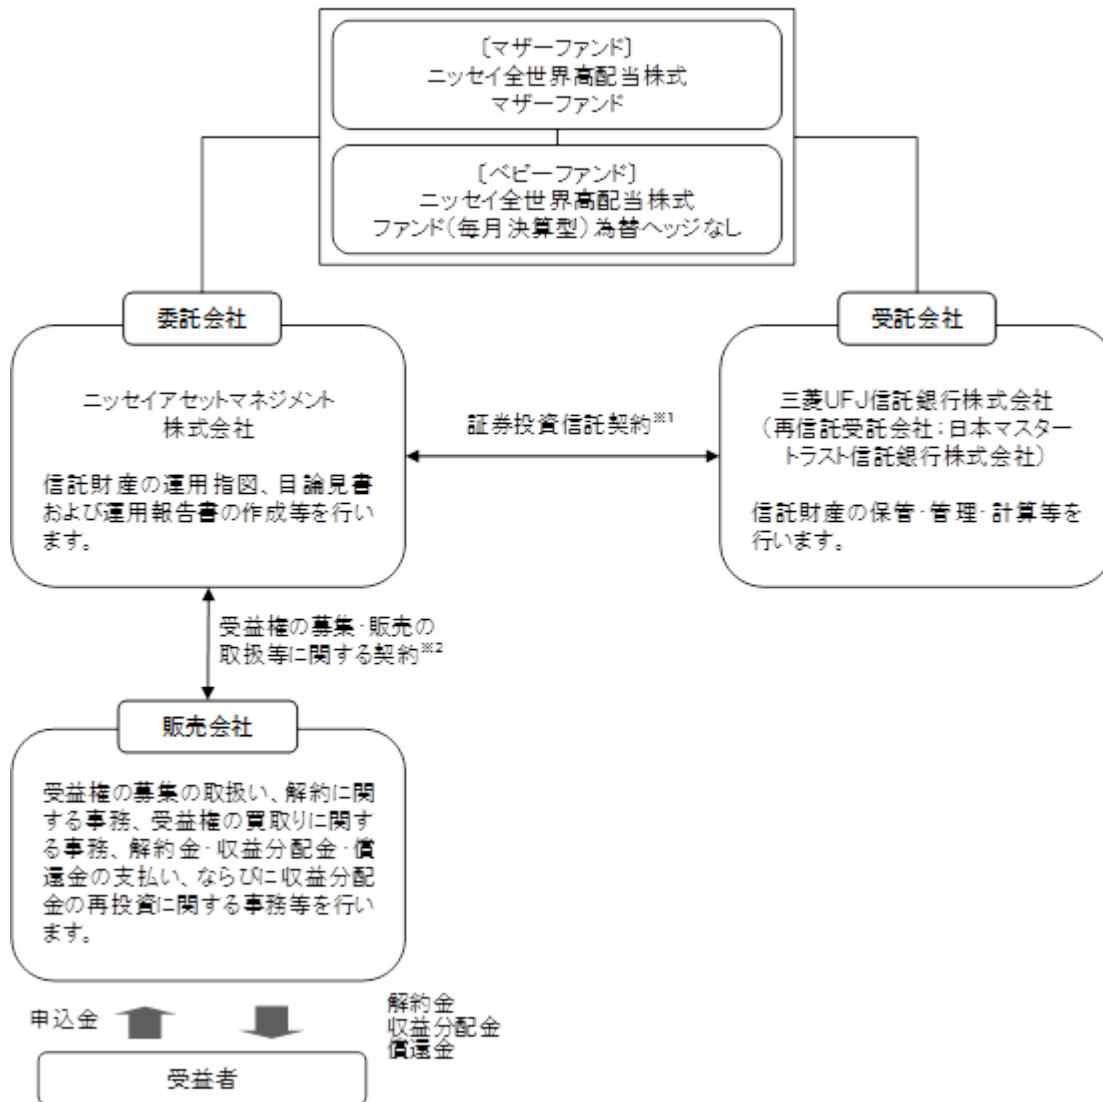 〔マザーファンド〕
ニッセイ全世界高配当株式
マザーファンド
〔ベビーファンド〕
ニッセイ全世界高配当株式
ファンド(毎月決算型)為替ヘッジなし
委託会社
ニッセイアセットマネジメント
株式会社
信託財産の運用指図、目論見書
および運用報告書の作成等を行い
ます。
証券投資信託契約※1
受託会社
三菱UFJ信託銀行株式会社
(再信託受託会社:日本マスター
トラスト信託銀行株式会社)
信託財産の保管・管理・計算等を
行います。
受益権の募集・販売の
取扱等に関する契約※2
販売会社
受益権の募集の取扱い、解約に関
する事務、受益権の買取りに関す
る事務、解約金・収益分配金・償
還金の支払い、ならびに収益分配
金の再投資に関する事務等を行い
ます。
申込金
解約金
収益分配金
償還金
受益者